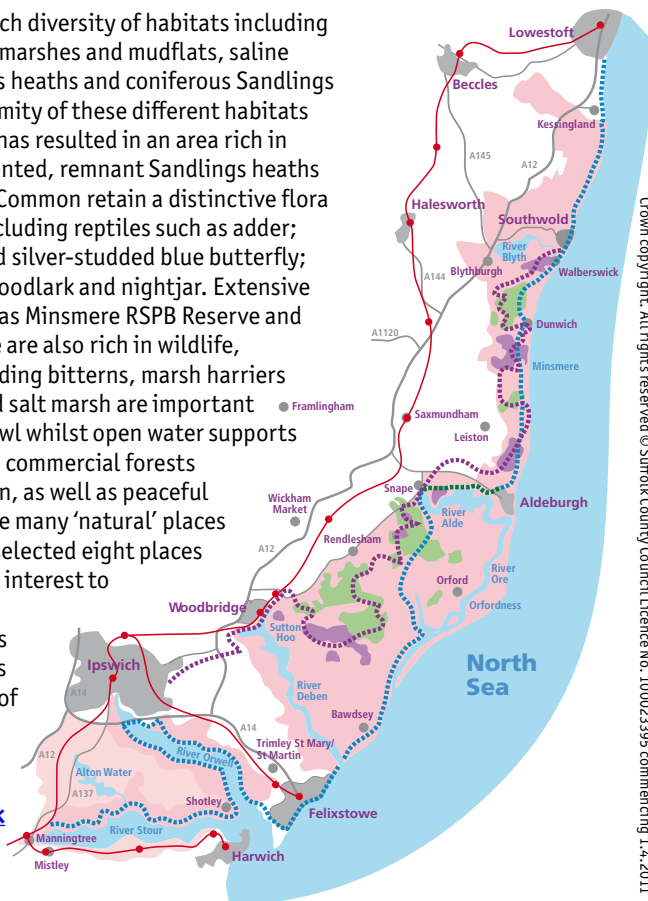 ch diversity of habitats including
marshes and mudflats, saline
s heaths and coniferous Sandlings
mity of these different habitats
has resulted in an area rich in
nted, remnant Sandlings heaths
Common retain a distinctive flora
cluding reptiles such as adder;
d silver-studded blue butterfly;
oodlark and nightjar. Extensive
as Minsmere RSPB Reserve and
e are also rich in wildlife,
ding bitterns, marsh harriers
d salt marsh are important
wl whilst open water supports
commercial forests
n, as well as peaceful
e many ‘natural’ places
selected eight places
interest to
s
s
of
k
Lowestoft
Beccles
Kessingland
A145
A12
Halesworth
Southwold
River
Blyth
Blythburgh
Walberswick
A144
Dunwich
A1120
Minsmere
Framlingham
Saxmundham
Leiston
Snape
Wickham
Market
Aldeburgh
River
Alde
Rendlesham
A12
River
Ore
Orford
Orfordness
Woodbridge
Sutton
Hoo
North
Sea
Ipswich
A14
River
Deben
Bawdsey
A14
Trimley St Mary/
St Martin
A12
River Orwell
Alton Water
A137
Shotley
Felixstowe
River Stour
Manningtree
Mistley
Harwich
Crown copyright. All rights reserved © Suffolk County Council Licence No. 100023395 commencing 1.4.2011